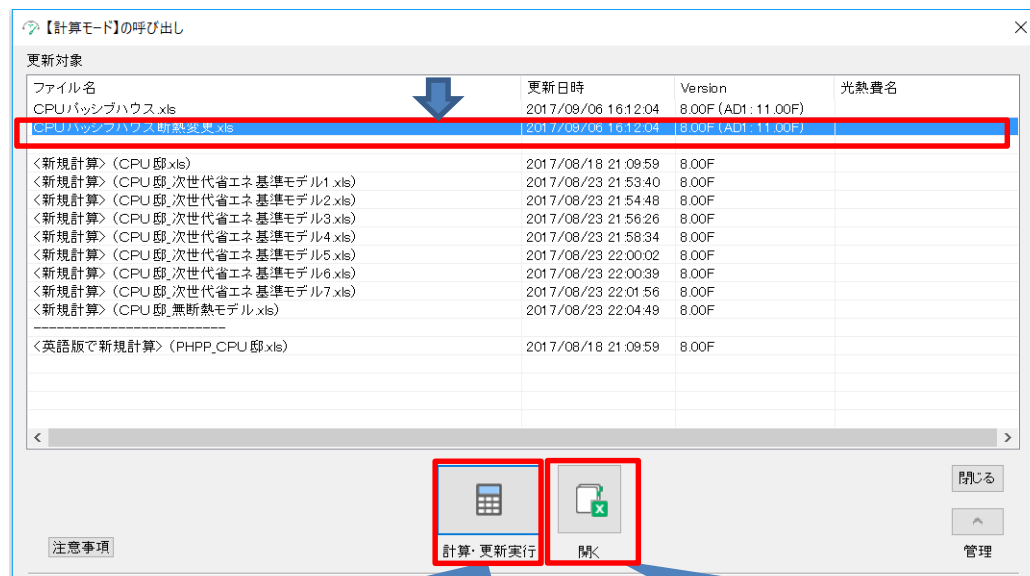 【計算モード】の呼び出し
更新対象
ファイル名 更新日時 Version 光熱費名
CPUパッシブハウス.xls 2017/09/06 16:12:04 8.00F (AD1 : 11.00F)
CPUパッシブハウス断熱変更.xls 2017/09/06 16:12:04 8.00F (AD1 : 11.00F)
<新規計算> (CPU邸.xls) 2017/08/18 21:09:59 8.00F
<新規計算> (CPU邸_次世代省エネ基準モデル1.xls) 2017/08/23 21:53:40 8.00F
<新規計算> (CPU邸_次世代省エネ基準モデル2.xls) 2017/08/23 21:54:48 8.00F
<新規計算> (CPU邸_次世代省エネ基準モデル3.xls) 2017/08/23 21:56:26 8.00F
<新規計算> (CPU邸_次世代省エネ基準モデル4.xls) 2017/08/23 21:58:34 8.00F
<新規計算> (CPU邸_次世代省エネ基準モデル5.xls) 2017/08/23 22:00:02 8.00F
<新規計算> (CPU邸_次世代省エネ基準モデル6.xls) 2017/08/23 22:00:39 8.00F
<新規計算> (CPU邸_次世代省エネ基準モデル7.xls) 2017/08/23 22:01:56 8.00F
<新規計算> (CPU邸_無断熱モデル.xls) 2017/08/23 22:04:49 8.00F
-------------------------
<英語版で新規計算> (PHPP_CPU邸.xls) 2017/08/18 21:09:59 8.00F
閉じる
注意事項 計算・更新実行 開く 管理